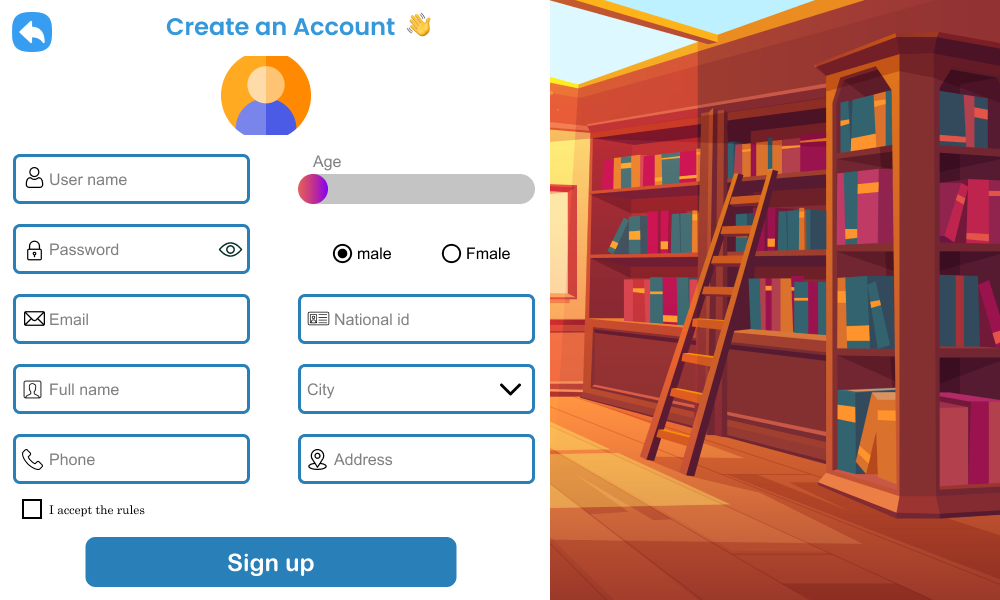 Create an Account 👋
User name
Age
Password
male
Fmale
Email
National id
Full name
City
Phone
Address
I accept the rules
Sign up